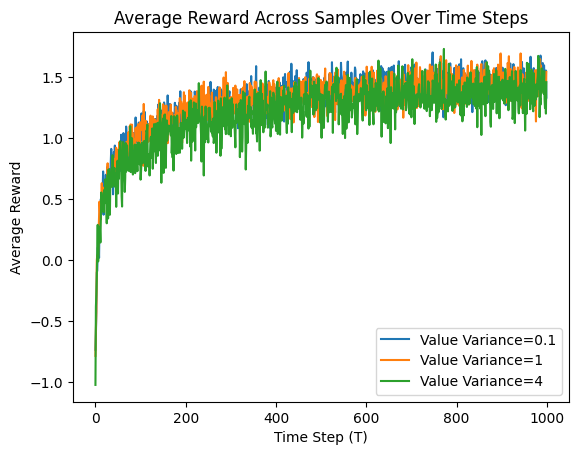 Average Reward Across Samples Over Time Steps
Average Reward
1.5
1.0
0.5
0.0
−0.5
−1.0
0
200
400
600
800
1000
Time Step (T)
Value Variance=0.1
Value Variance=1
Value Variance=4